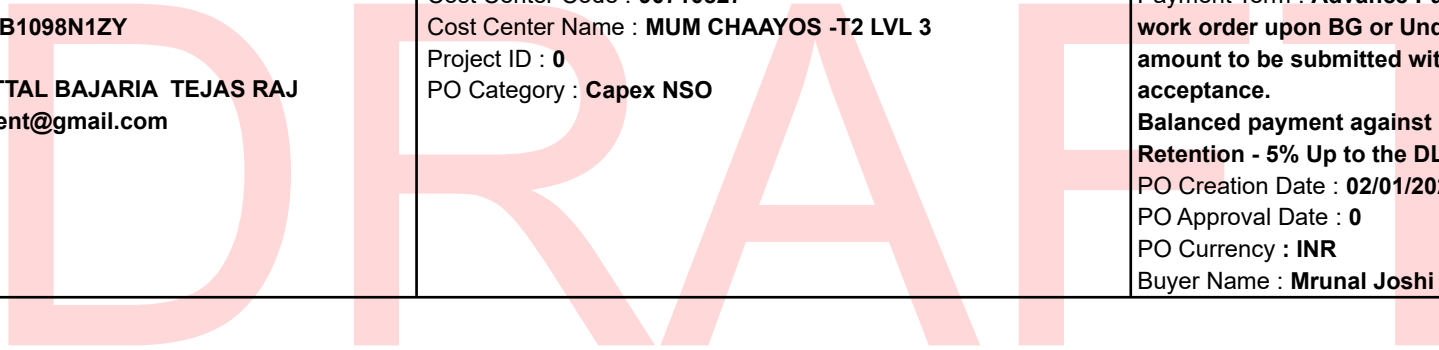 B1098N1ZY
TTAL BAJARIA TEJAS RAJ
ent@gmail.com
Cost Center Name : MUM CHAAYOS -T2 LVL 3
Project ID : 0
PO Category : Capex NSO
Payment Term : Advance
work order upon BG or
amount to be submitted
acceptance.
Balanced payment against
Retention - 5% Up to the
PO Creation Date : 02/01/20
PO Approval Date : 0
PO Currency : INR
Buyer Name : Mrunal Joshi
DRAFT